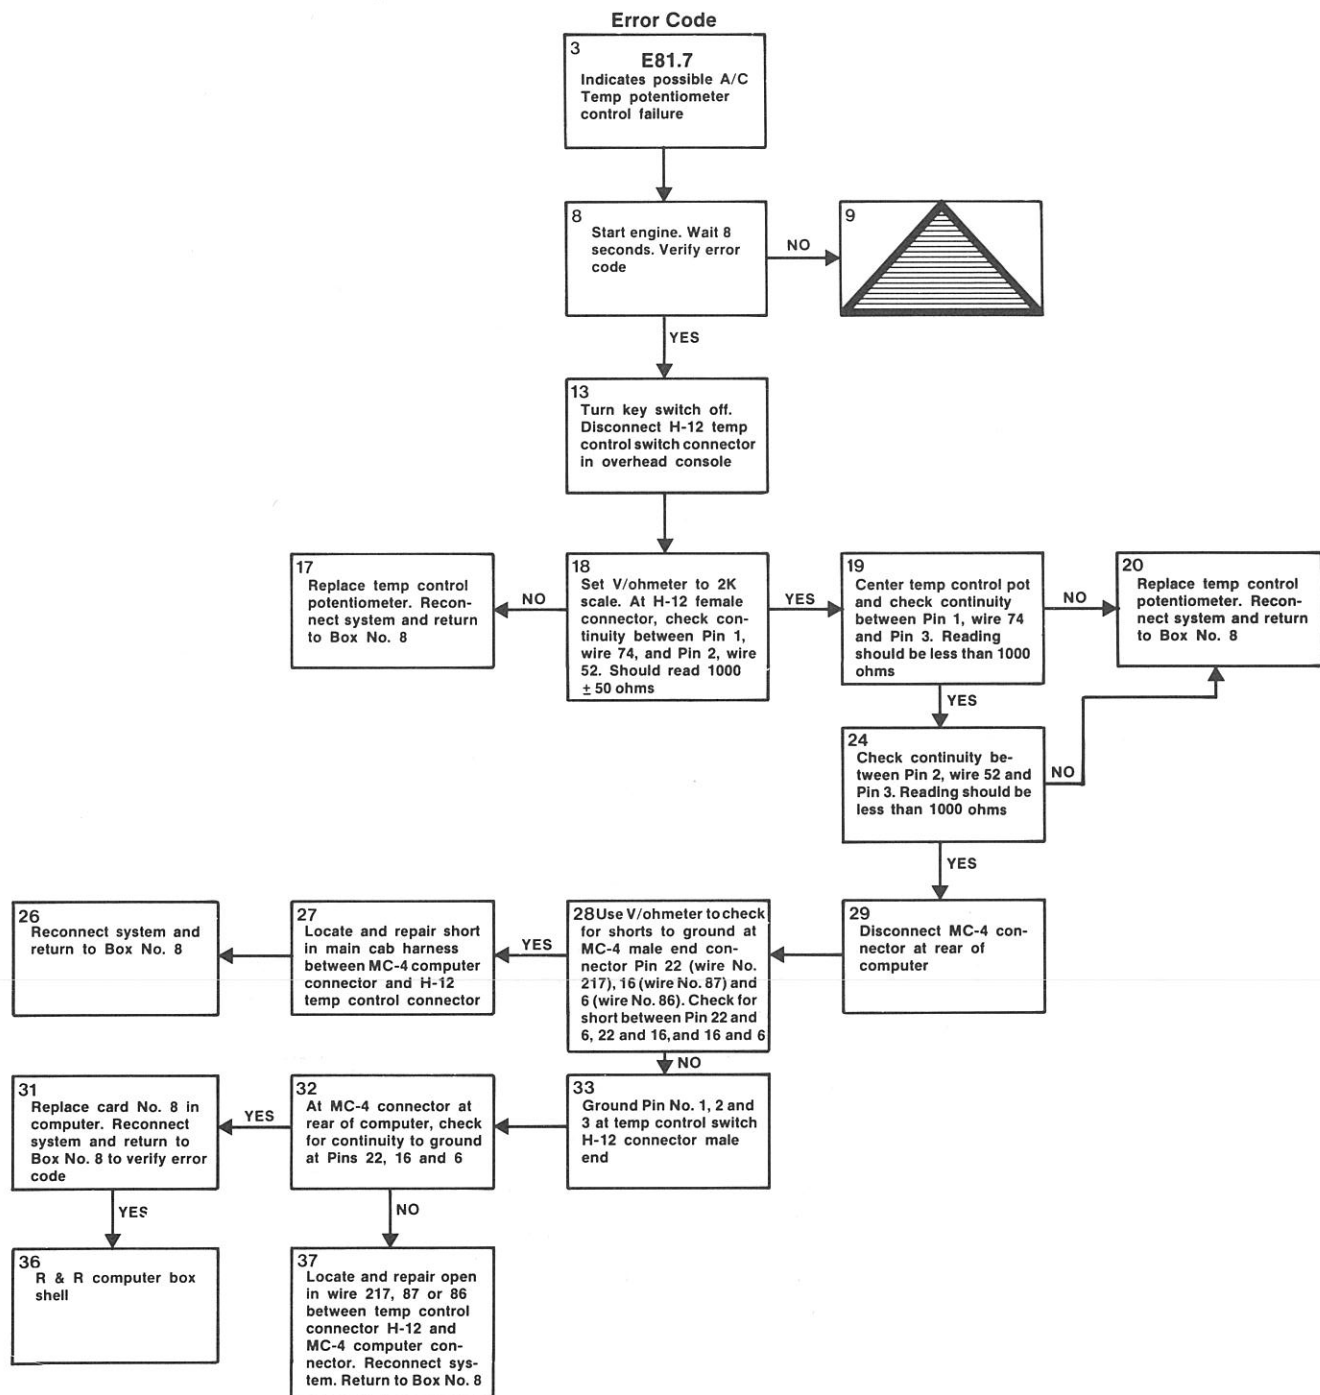 Error Code
3
E81.7
Indicates possible A/C
Temp potentiometer
control failure
8
Start engine. Wait 8
seconds. Verify error
code
NO
9
YES
13
Turn key switch off.
Disconnect H-12 temp
control switch connector
in overhead console
17
Replace temp control
potentiometer. Recon-
nect system and return
to Box No. 8
NO
18
Set V/ohmeter to 2K
scale. At H-12 female
connector, check con-
tinuity between Pin 1,
wire 74, and Pin 2, wire
52. Should read 1000
± 50 ohms
YES
19
Center temp control pot
and check continuity
between Pin 1, wire 74
and Pin 3. Reading
should be less than 1000
ohms
NO
20
Replace temp control
potentiometer. Recon-
nect system and return
to Box No. 8
YES
24
Check continuity be-
tween Pin 2, wire 52 and
Pin 3. Reading should be
less than 1000 ohms
NO
YES
26
Reconnect system and
return to Box No. 8
27
Locate and repair short
in main cab harness
between MC-4 computer
connector and H-12
temp control connector
YES
28 Use V/ohmeter to check
for shorts to ground at
MC-4 male end con-
nector Pin 22 (wire No.
217), 16 (wire No. 87) and
6 (wire No. 86). Check for
short between Pin 22 and
6, 22 and 16, and 16 and 6
29
Disconnect MC-4 con-
nector at rear of
computer
NO
31
Replace card No. 8 in
computer. Reconnect
system and return to
Box No. 8 to verify error
code
YES
32
At MC-4 connector at
rear of computer, check
for continuity to ground
at Pins 22, 16 and 6
33
Ground Pin No. 1, 2 and
3 at temp control switch
H-12 connector male
end
YES
NO
36
R & R computer box
shell
37
Locate and repair open
in wire 217, 87 or 86
between temp control
connector H-12 and
MC-4 computer con-
nector. Reconnect sys-
tem. Return to Box No. 8